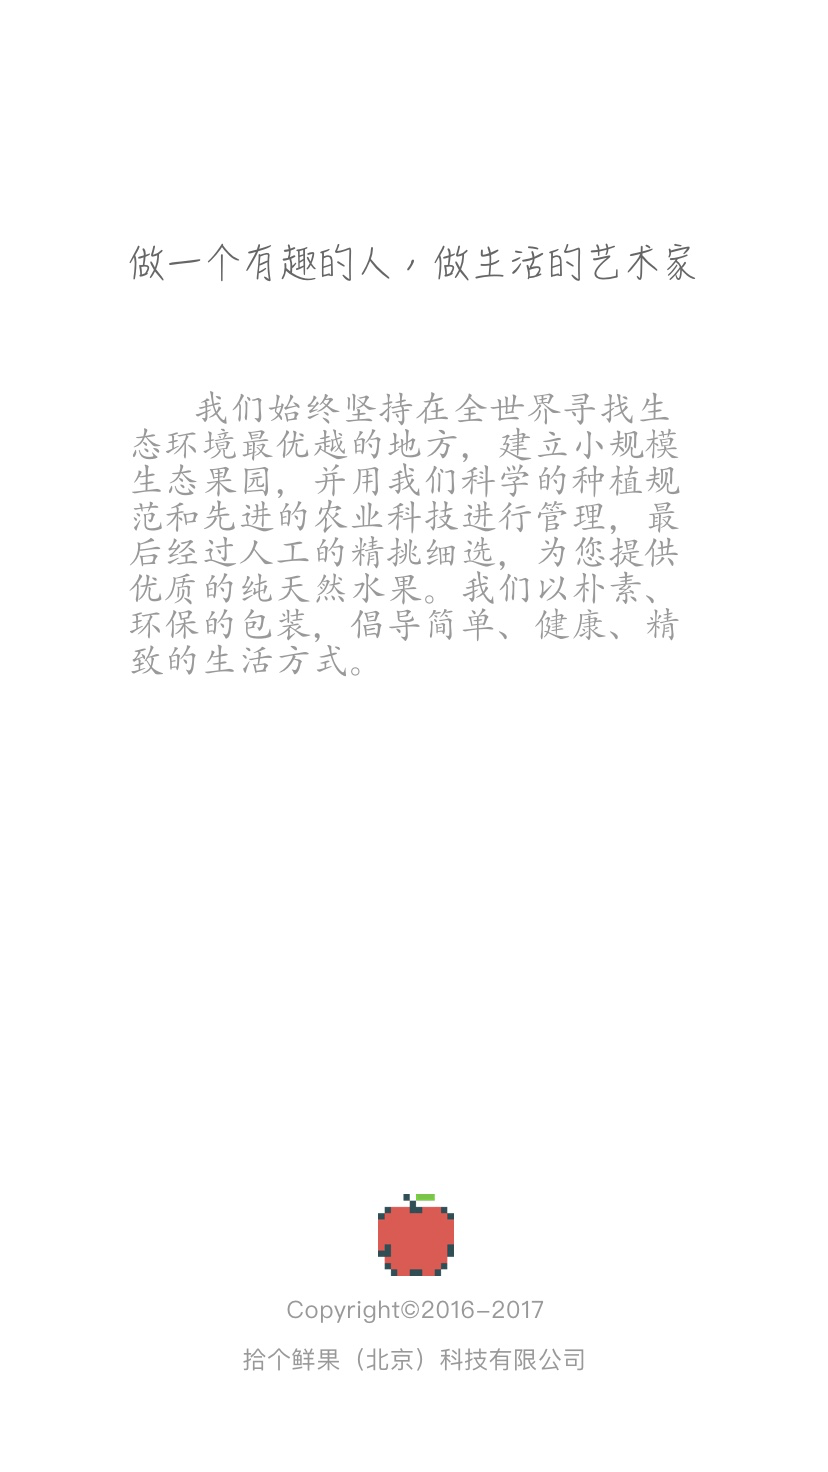 做一个有趣的人，做生活的艺术家
我们始终坚持在全世界寻找生
态环境最优越的地方，建立小规模
生态果园，并用我们科学的种植规
范和先进的农业科技进行管理，最
后经过人工的精挑细选，为您提供
优质的纯天然水果。我们以朴素、
环保的包装，倡导简单、健康、精
致的生活方式。
Copyright©2016-2017
拾个鲜果（北京）科技有限公司